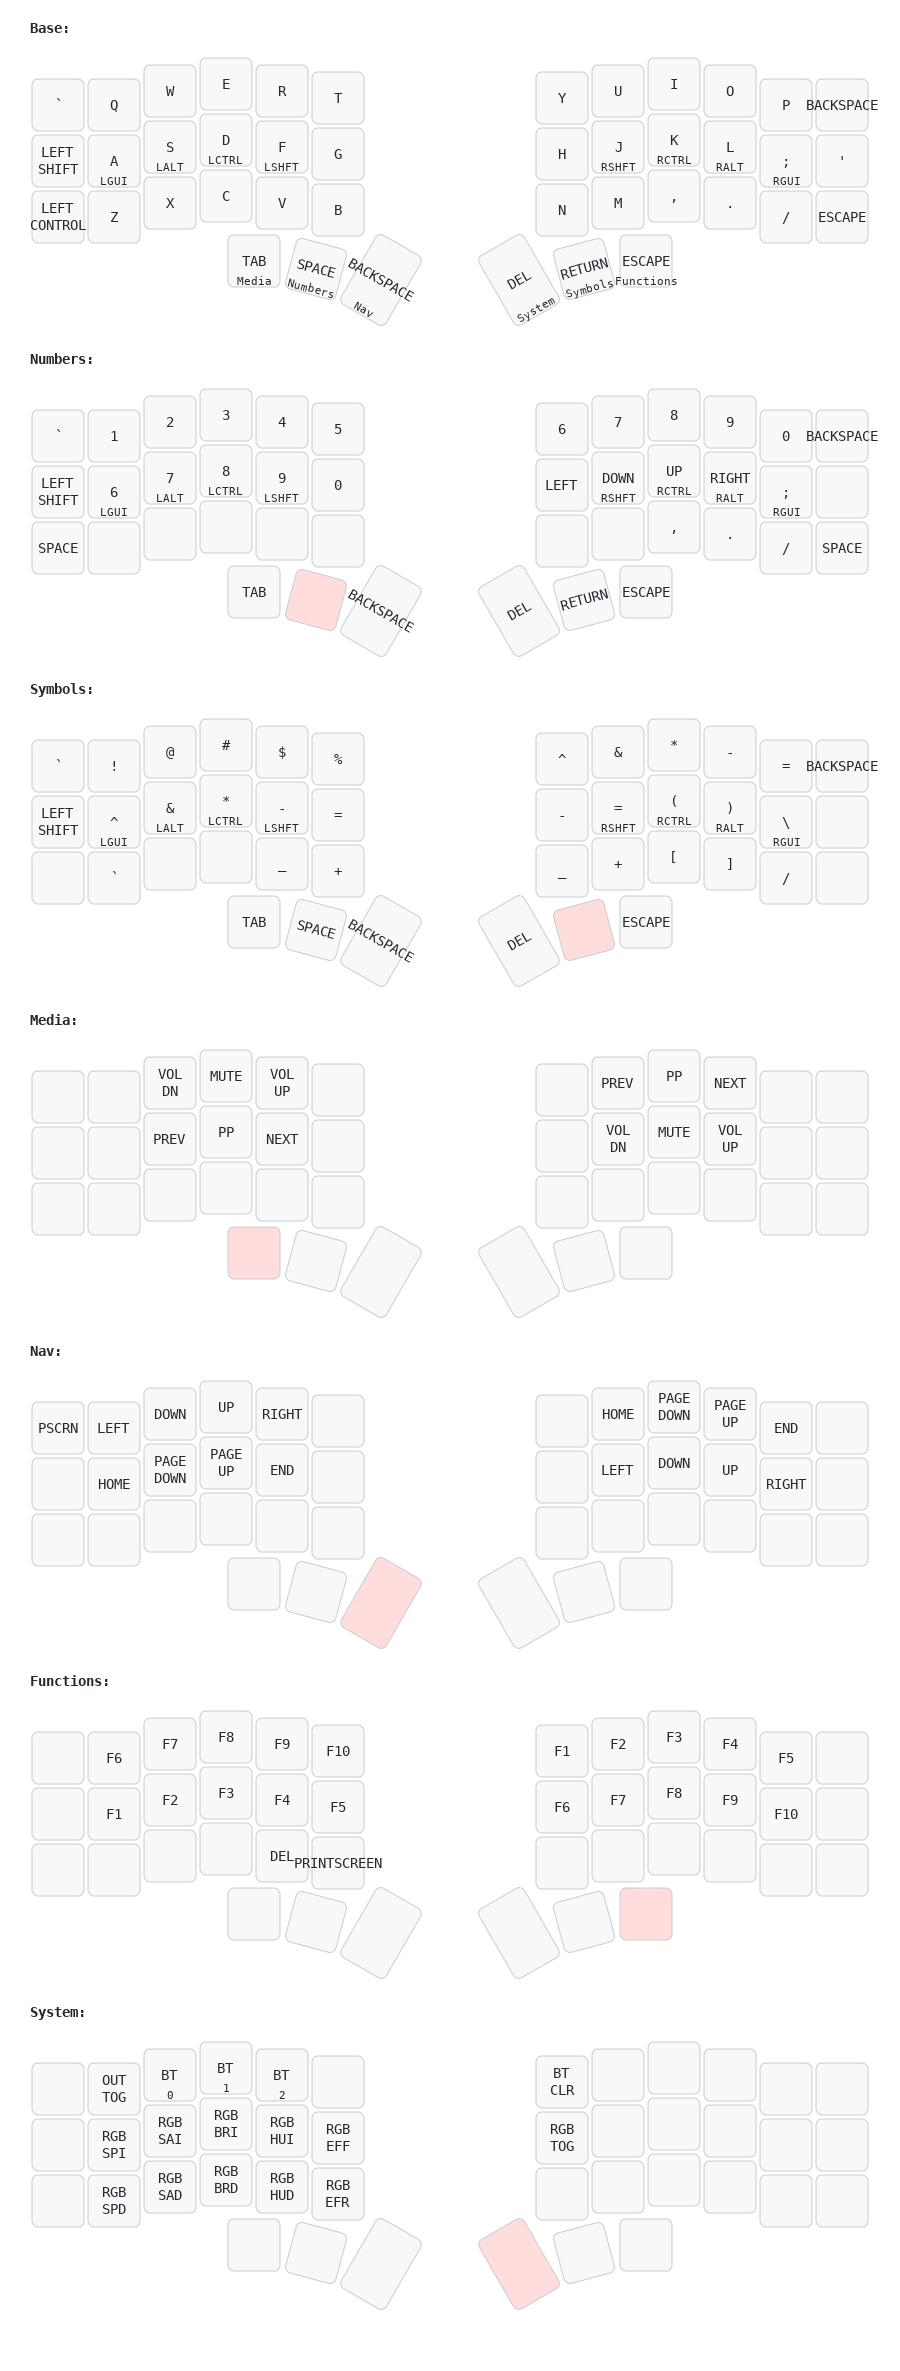 Base:
` Q W E R T Y U I O P BACKSPACE
LEFT SHIFT A LGUI S LALT D LCTRL F LSHFT G H J RSHFT K RCTRL L RALT ; RGUI '
LEFT CONTROL Z X C V B N M , . / ESCAPE
TAB Media SPACE Numbers BACKSPACE Nav DEL System RETURN Symbols ESCAPE Functions
Numbers:
` 1 2 3 4 5 6 7 8 9 0 BACKSPACE
LEFT SHIFT 6 LGUI 7 LALT 8 LCTRL 9 LSHFT 0 LEFT DOWN RSHFT UP RCTRL RIGHT RALT ; RGUI
SPACE , . / SPACE
TAB BACKSPACE DEL RETURN ESCAPE
Symbols:
` ! @ # $ % ^ & * - = BACKSPACE
LEFT SHIFT ^ LGUI & LALT * LCTRL - LSHFT = - = RSHFT ( RCTRL ) RALT \ RGUI
` _ + _ + [ ] /
TAB SPACE BACKSPACE DEL ESCAPE
Media:
VOL DN MUTE VOL UP PREV PP NEXT
PREV PP NEXT VOL DN MUTE VOL UP
Nav:
PSCRN LEFT DOWN UP RIGHT HOME PAGE DOWN PAGE UP END
HOME PAGE DOWN PAGE UP END LEFT DOWN UP RIGHT
Functions:
F6 F7 F8 F9 F10 F1 F2 F3 F4 F5
F1 F2 F3 F4 F5 F6 F7 F8 F9 F10
DEL PRINTSCREEN
System:
OUT TOG BT 0 BT 1 BT 2 BT CLR
RGB SPI RGB SAI RGB BRI RGB HUI RGB EFF RGB TOG
RGB SPD RGB SAD RGB BRD RGB HUD RGB EFR